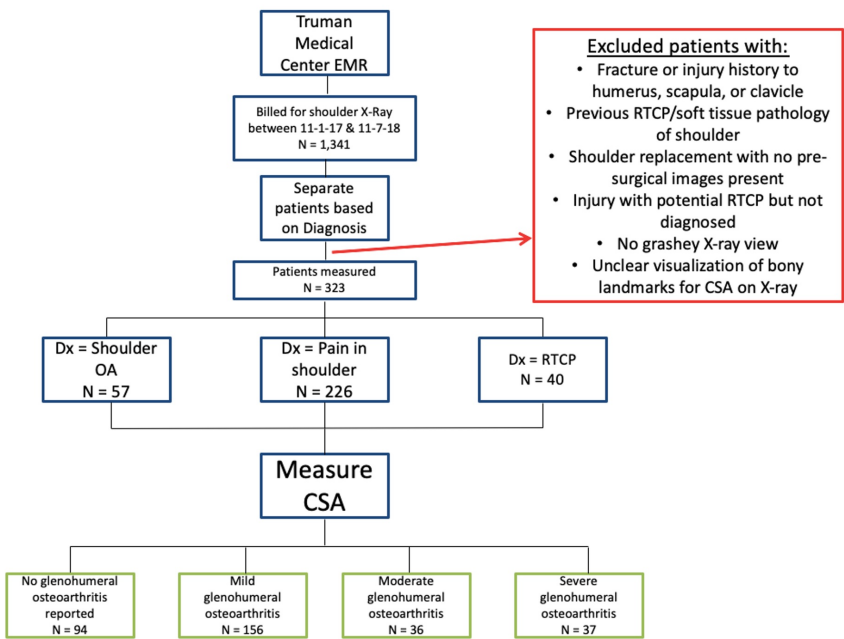 Truman
Medical
Center EMR
Billed for shoulder X-Ray
between 11-1-17 & 11-7-18
N = 1,341
Separate
patients based
on Diagnosis
Excluded patients with:
• Fracture or injury history to
humerus, scapula, or clavicle
• Previous RTCP/soft tissue pathology
of shoulder
• Shoulder replacement with no pre-
surgical images present
• Injury with potential RTCP but not
diagnosed
• No grashey X-ray view
• Unclear visualization of bony
landmarks for CSA on X-ray
Patients measured
N = 323
Dx = Shoulder
OA
N = 57
Dx = Pain in
shoulder
N = 226
Dx = RTCP
N = 40
Measure
CSA
No glenohumeral
osteoarthritis
reported
N = 94
Mild
glenohumeral
osteoarthritis
N = 156
Moderate
glenohumeral
osteoarthritis
N = 36
Severe
glenohumeral
osteoarthritis
N = 37